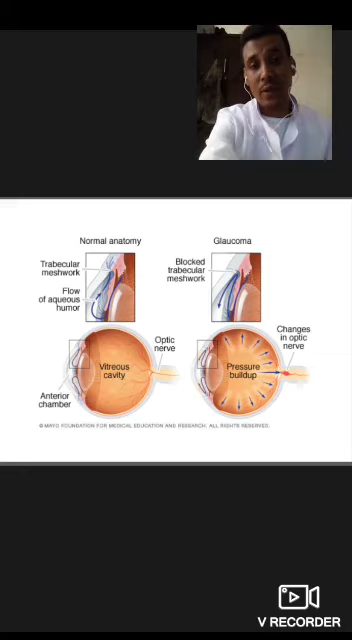 Normal anatomy
Trabecular
meshwork
Flow
of aqueous
humor
Optic
nerve
Vitreous
cavity
Anterior
chamber
Glaucoma
Blocked
trabecular
meshwork
Changes
in optic
nerve
Pressure
buildup
© MAYO FOUNDATION FOR MEDICAL EDUCATION AND RESEARCH. ALL RIGHTS RESERVED.
V RECORDER